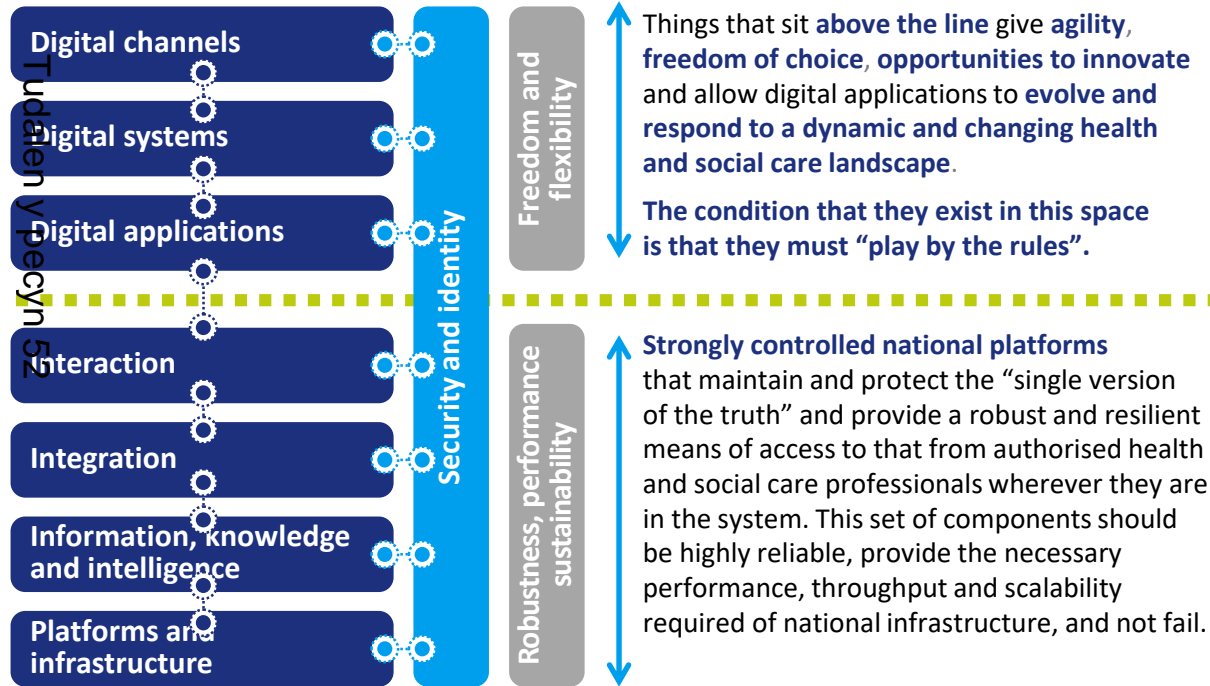 Digital channels
Digital systems
Digital applications
Interaction
Integration
Information, knowledge
and intelligence
Platforms and
infrastructure
Tudalen y pecyn 52
Security and identity
Freedom and
flexibility
Robustness, performance
sustainability
Things that sit above the line give agility,
freedom of choice, opportunities to innovate
and allow digital applications to evolve and
respond to a dynamic and changing health
and social care landscape.
The condition that they exist in this space
is that they must “play by the rules”.
Strongly controlled national platforms
that maintain and protect the “single version
of the truth” and provide a robust and resilient
means of access to that from authorised health
and social care professionals wherever they are
in the system. This set of components should
be highly reliable, provide the necessary
performance, throughput and scalability
required of national infrastructure, and not fail.